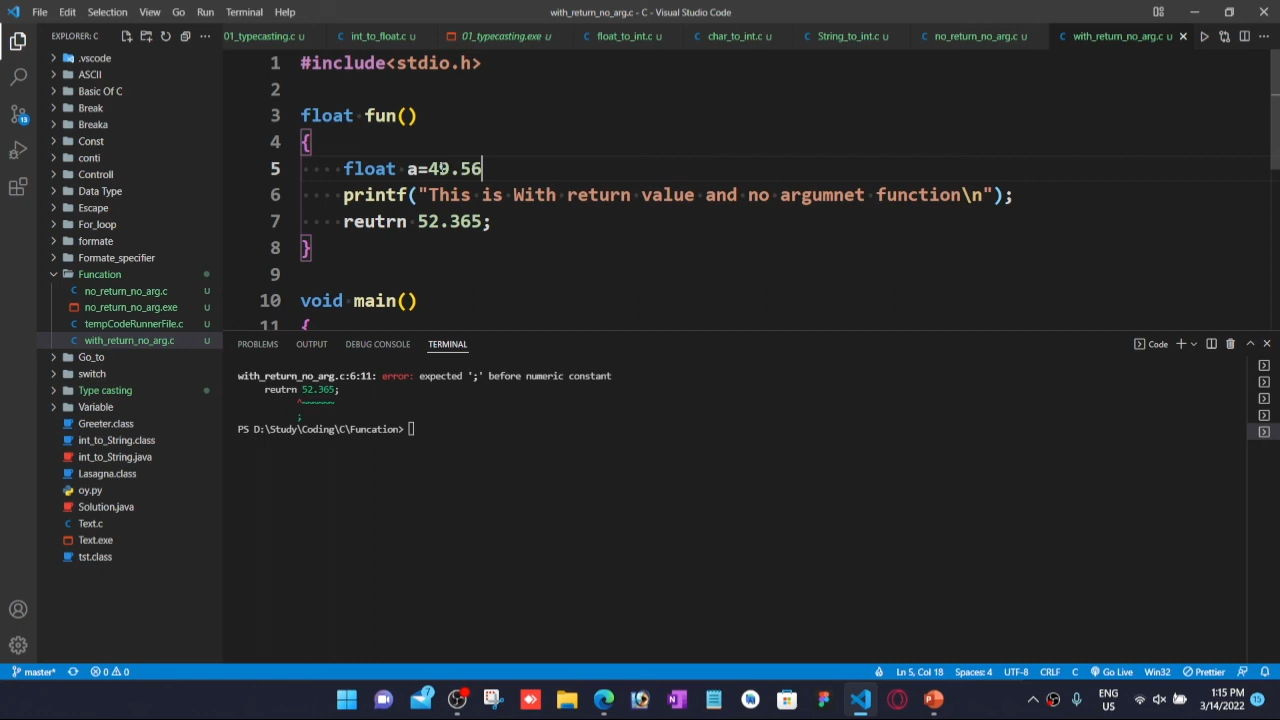 File Edit Selection View Go Run Terminal Help with_return_no_arg.c - C - Visual Studio Code
EXPLORER: C
01_typecasting.c U int_to_float.c U 01_typecasting.exe U float_to_int.c U char_to_int.c U String_to_int.c U no_return_no_arg.c U with_return_no_arg.c U
.vscode
ASCII
Basic Of C
Break
Breaka
Const
conti
Controll
Data Type
Escape
For_loop
formate
Formate_specifier
Funcation
no_return_no_arg.c U
no_return_no_arg.exe U
tempCodeRunnerFile.c U
with_return_no_arg.c U
Go_to
switch
Type casting
Variable
Greeter.class
int_to_String.class
int_to_String.java
Lasagna.class
oy.py
Solution.java
Text.c
Text.exe
tst.class
1 #include<stdio.h>
2
3 float fun()
4 {
5 float a=49.56
6 printf("This is With return value and no argumnet function\n");
7 reutrn 52.365;
8 }
9
10 void main()
11 {
PROBLEMS OUTPUT DEBUG CONSOLE TERMINAL Code
with_return_no_arg.c:6:11: error: expected ';' before numeric constant
reutrn 52.365;
^~~~~~~
;
PS D:\Study\Coding\C\Funcation>
13
master* 0 0 Ln 5, Col 18 Spaces: 4 UTF-8 CRLF C Go Live Win32 Prettier
7
ENG
US
1:15 PM
3/14/2022
15